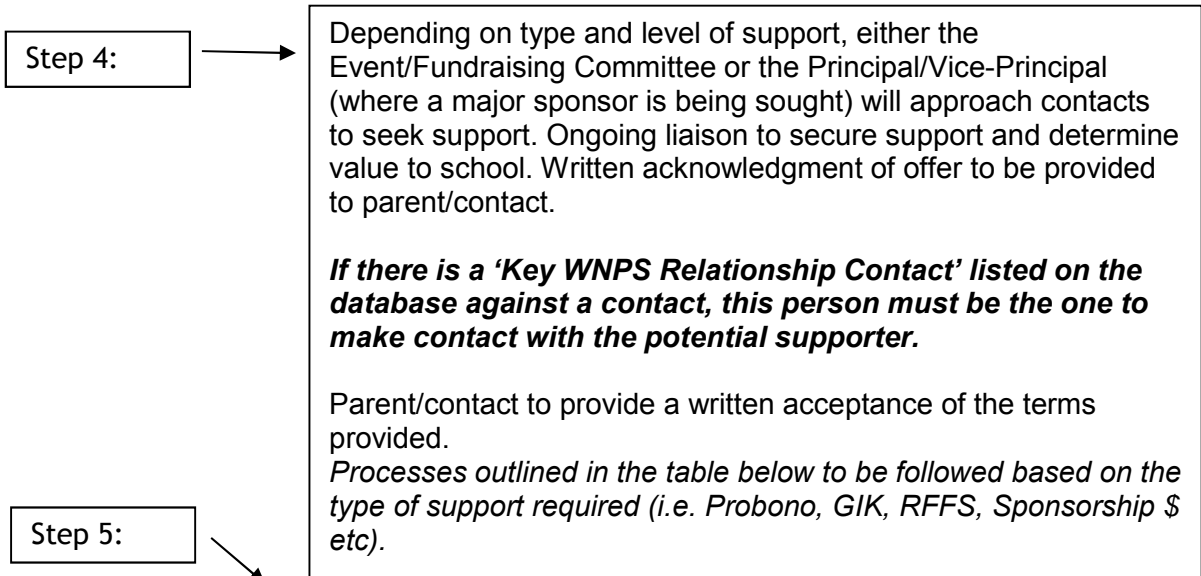 Step 4:
Depending on type and level of support, either the
Event/Fundraising Committee or the Principal/Vice-Principal
(where a major sponsor is being sought) will approach contacts
to seek support. Ongoing liaison to secure support and determine
value to school. Written acknowledgment of offer to be provided
to parent/contact.
If there is a ‘Key WNPS Relationship Contact’ listed on the
database against a contact, this person must be the one to
make contact with the potential supporter.
Parent/contact to provide a written acceptance of the terms
provided.
Processes outlined in the table below to be followed based on the
type of support required (i.e. Probono, GIK, RFFS, Sponsorship $
etc).
Step 5: